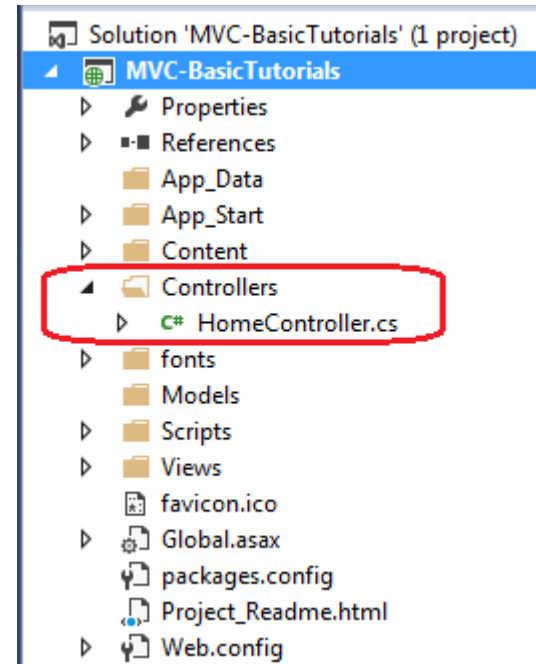 Solution 'MVC-BasicTutorials' (1 project)
MVC-BasicTutorials
Properties
References
App_Data
App_Start
Content
Controllers
C# HomeController.cs
fonts
Models
Scripts
Views
favicon.ico
Global.asax
packages.config
Project_Readme.html
Web.config